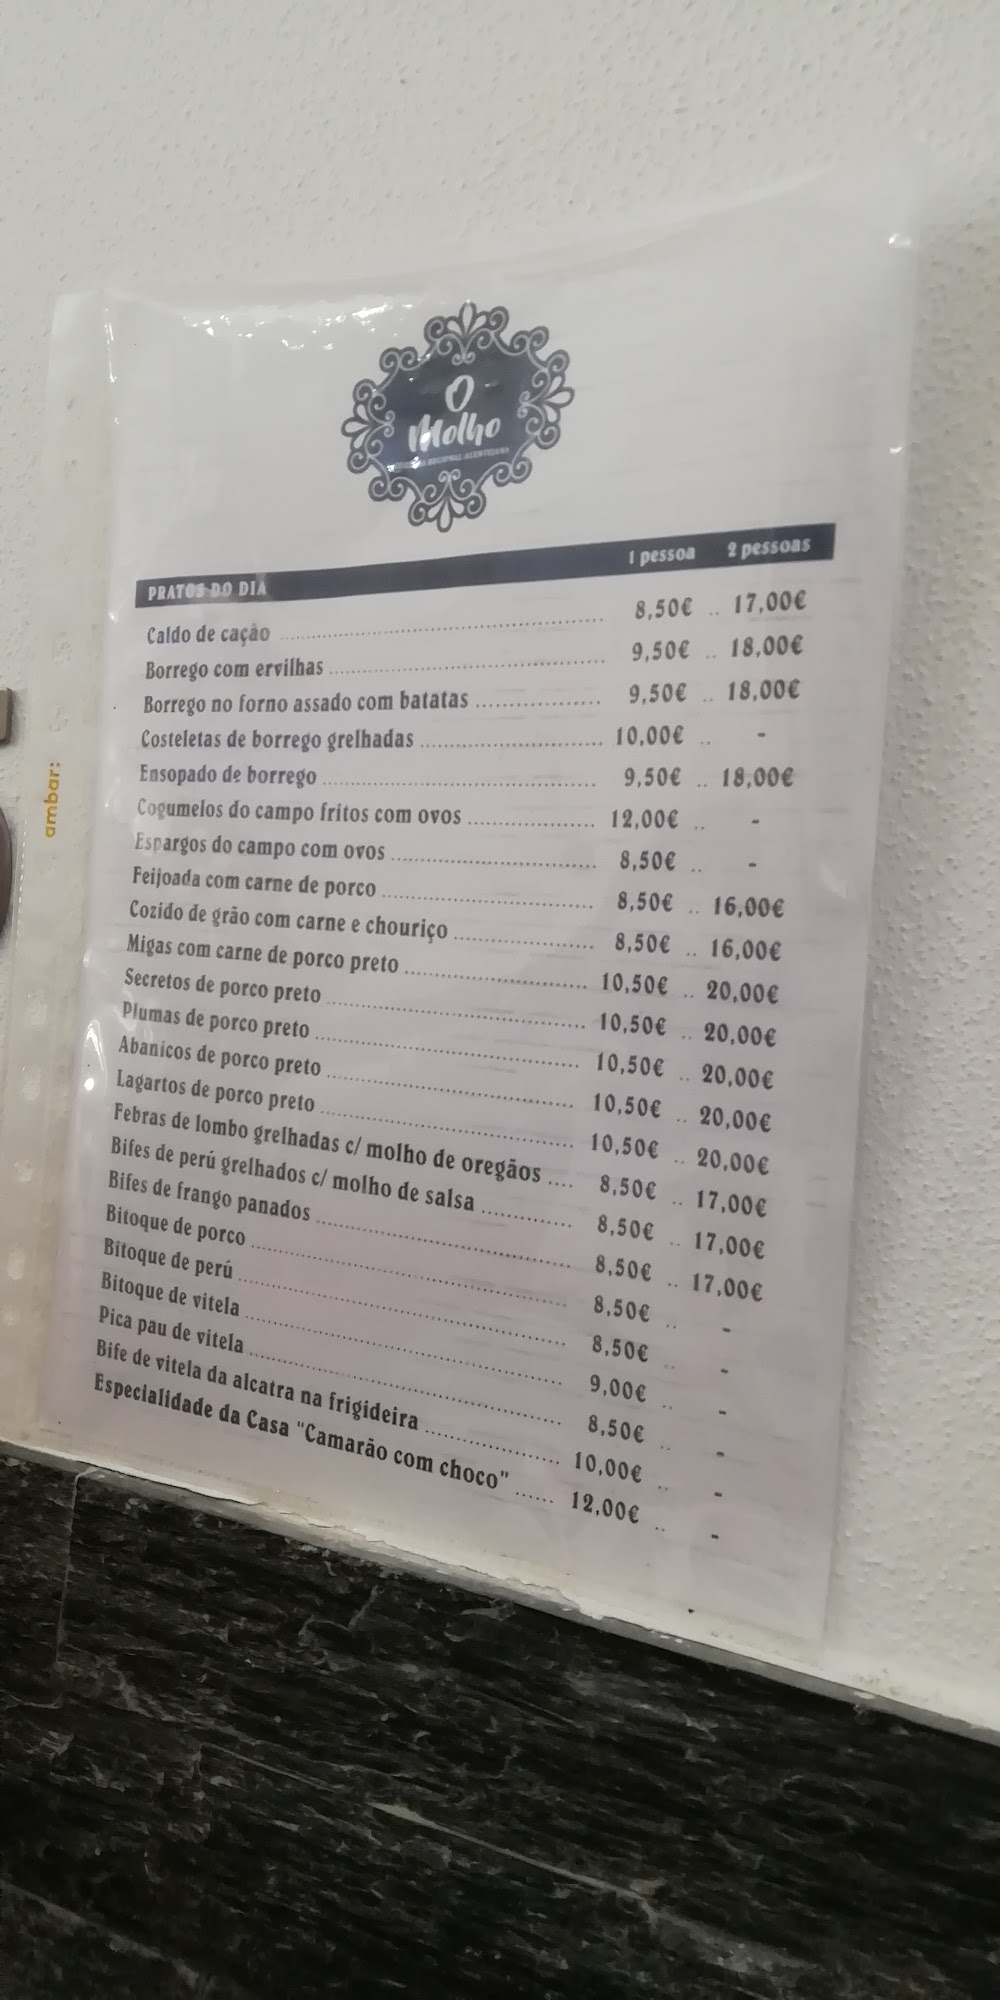 O
Molho
COZINHA REGIONAL ALENTEJANA
PRATOS DO DIA 1 pessoa 2 pessoas
Caldo de cação 8,50€ .. 17,00€
Borrego com ervilhas 9,50€ .. 18,00€
Borrego no forno assado com batatas 9,50€ .. 18,00€
Costeletas de borrego grelhadas 10,00€ .. -
Ensopado de borrego 9,50€ .. 18,00€
Cogumelos do campo fritos com ovos 12,00€ .. -
Espargos do campo com ovos 8,50€ .. -
Feijoada com carne de porco 8,50€ .. 16,00€
Cozido de grão com carne e chouriço 8,50€ .. 16,00€
Migas com carne de porco preto 10,50€ .. 20,00€
Secretos de porco preto 10,50€ .. 20,00€
Plumas de porco preto 10,50€ .. 20,00€
Abanicos de porco preto 10,50€ .. 20,00€
Lagartos de porco preto 10,50€ .. 20,00€
Febras de lombo grelhadas c/ molho de oregãos .... 8,50€ .. 17,00€
Bifes de perú grelhados c/ molho de salsa 8,50€ .. 17,00€
Bifes de frango panados 8,50€ .. 17,00€
Bitoque de porco 8,50€ .. -
Bitoque de perú 8,50€ .. -
Bitoque de vitela 9,00€ .. -
Pica pau de vitela 8,50€ .. -
Bife de vitela da alcatra na frigideira 10,00€ .. -
Especialidade da Casa "Camarão com choco" ...... 12,00€ .. -
ambar: